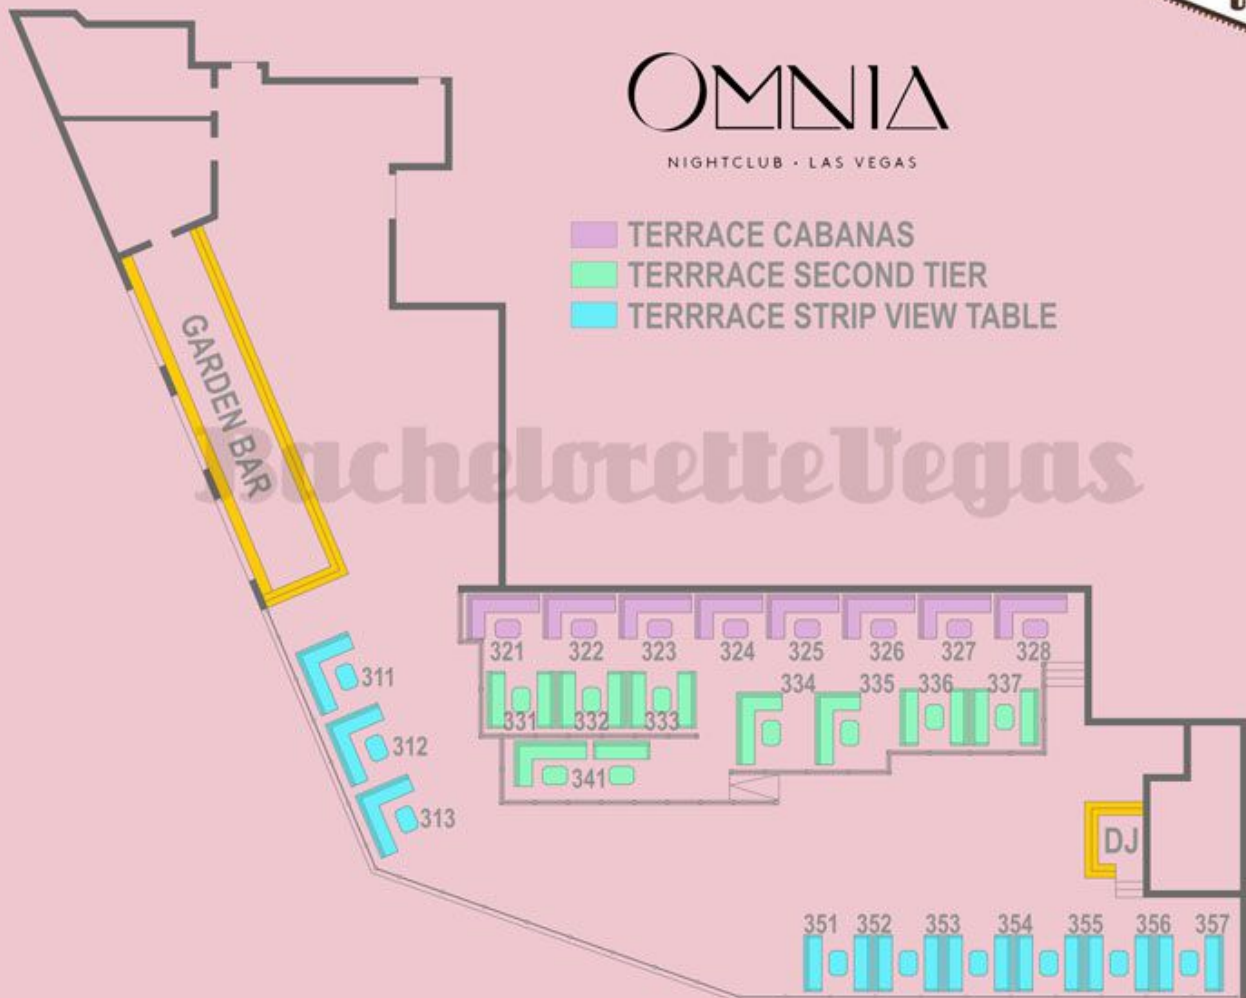 OMNIA
NIGHTCLUB · LAS VEGAS
TERRACE CABANAS
TERRRACE SECOND TIER
TERRRACE STRIP VIEW TABLE
GARDEN BAR
BacheloretteVegas
321 322 323 324 325 326 327 328
311
334 335 336 337
331 332 333
312
341
313
DJ
351 352 353 354 355 356 357